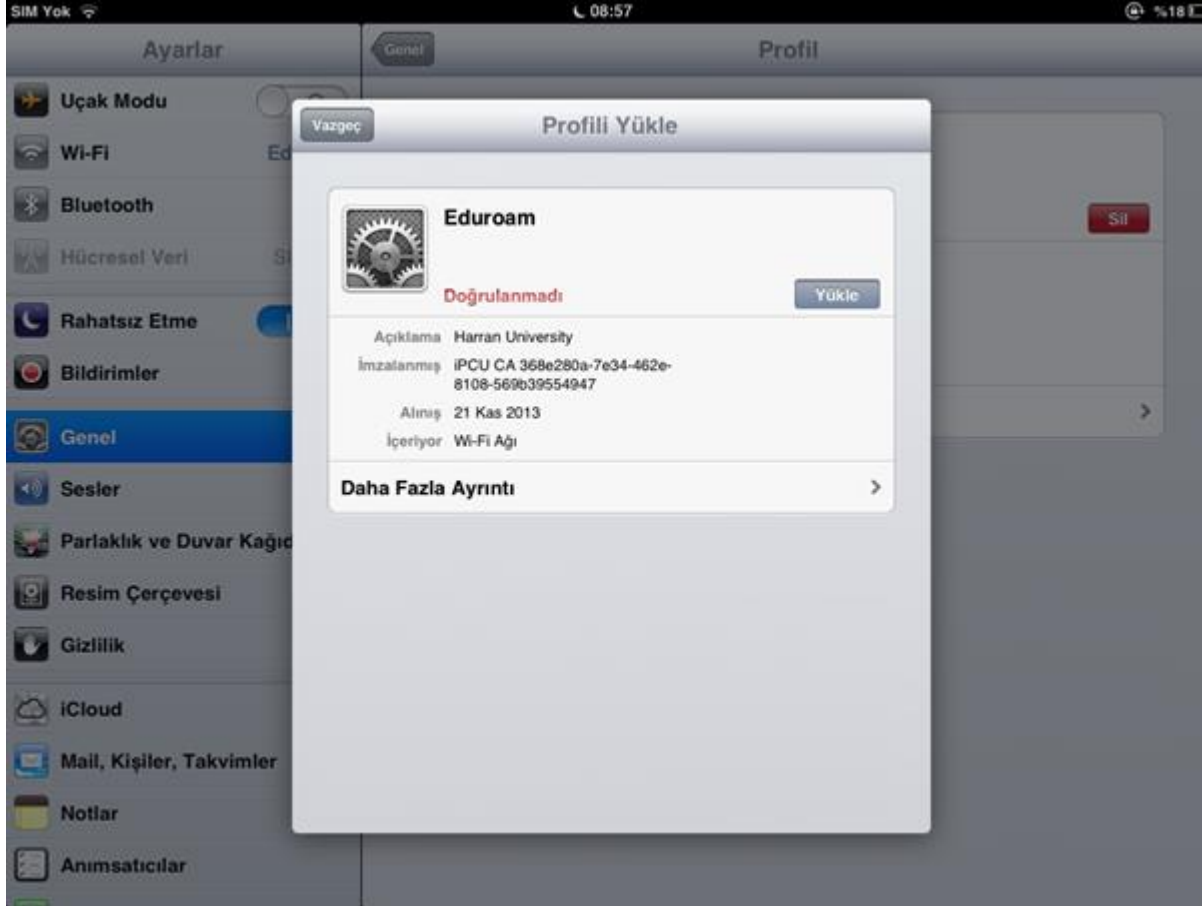 SIM Yok
08:57
%18
Ayarlar
Genel
Profil
Uçak Modu
Wi-Fi
Ed
Bluetooth
Hücresel Veri
Rahatsız Etme
Bildirimler
Genel
Sesler
Parlaklık ve Duvar Kağıd
Resim Çerçevesi
Gizlilik
iCloud
Mail, Kişiler, Takvimler
Notlar
Anımsatıcılar
Sil
Vazgeç
Profili Yükle
Eduroam
Doğrulanmadı
Yükle
Açıklama Harran University
İmzalanmış iPCU CA 368e280a-7e34-462e-
8108-569b39554947
Alınış 21 Kas 2013
İçeriyor Wi-Fi Ağı
Daha Fazla Ayrıntı